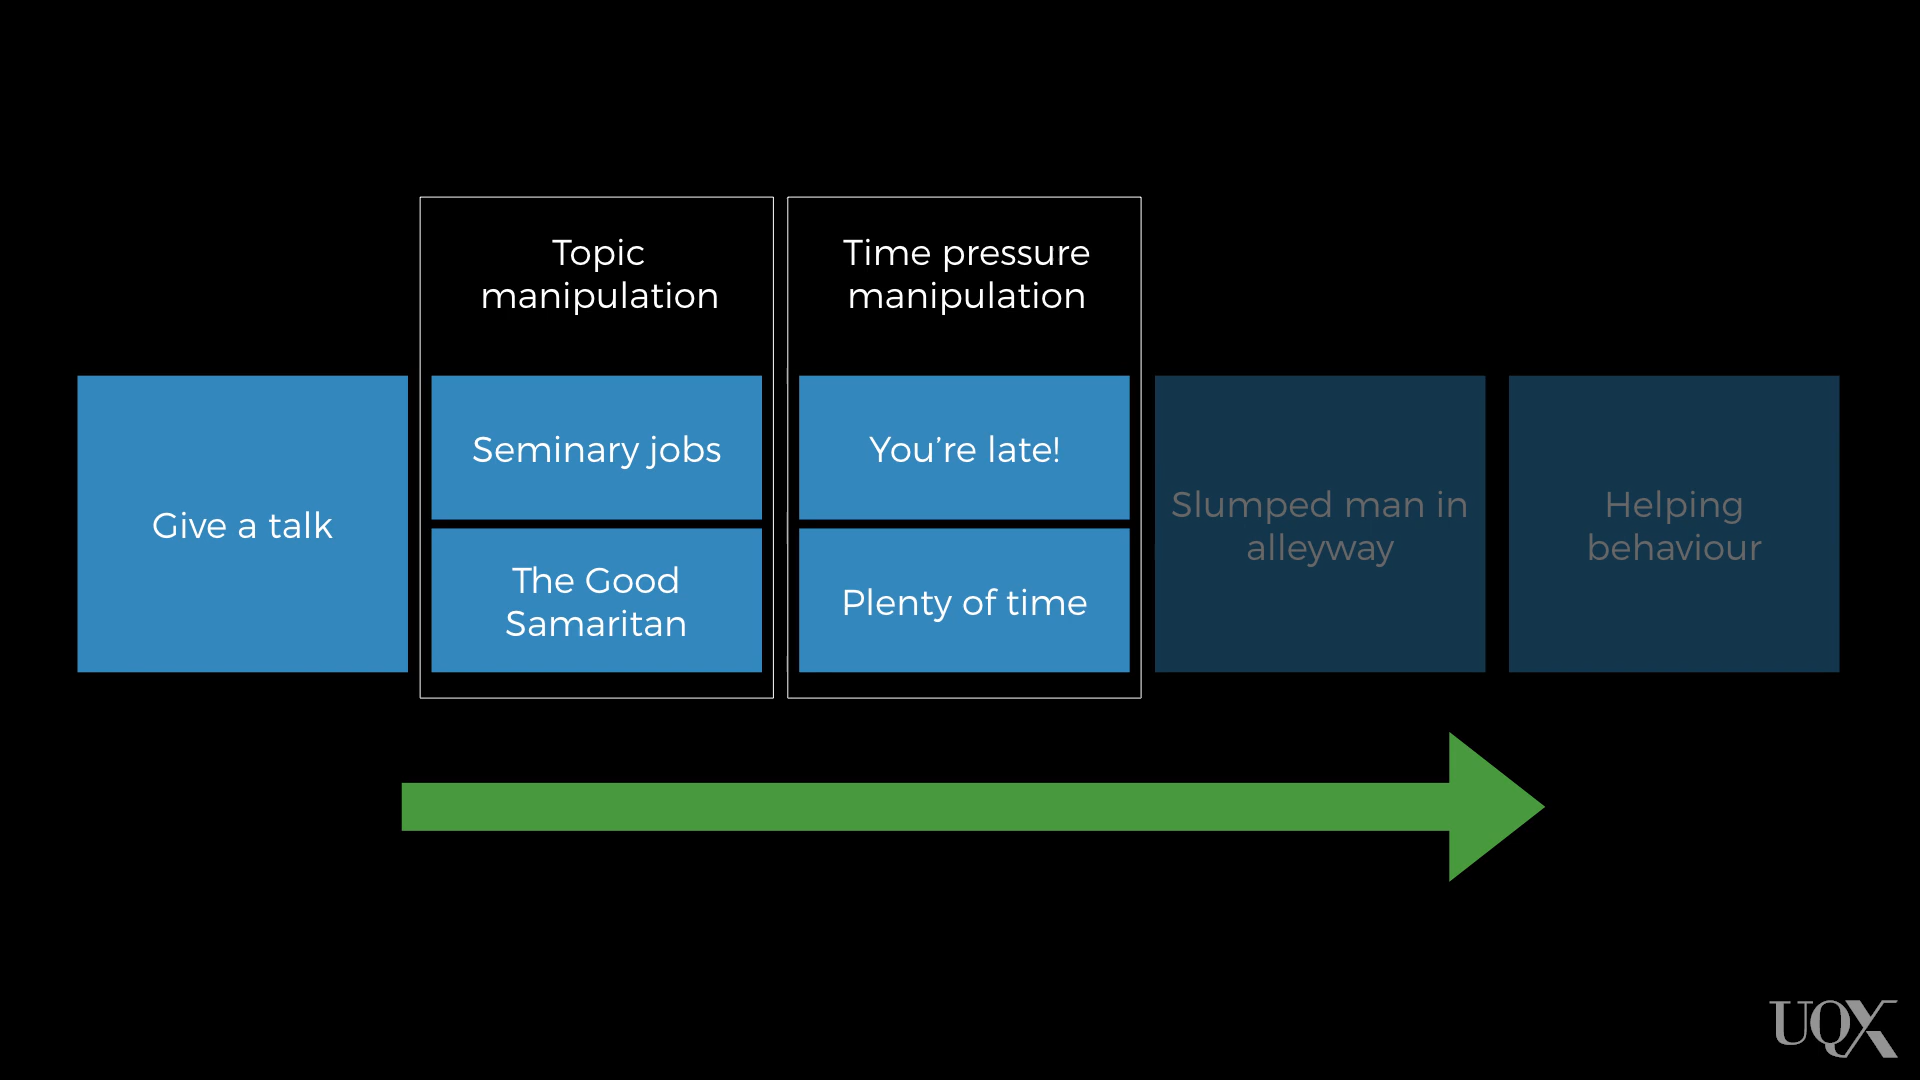 Topic
manipulation
Time pressure
manipulation
Give a talk
Seminary jobs
The Good
Samaritan
You’re late!
Plenty of time
Slumped man in
alleyway
Helping
behaviour
UQX